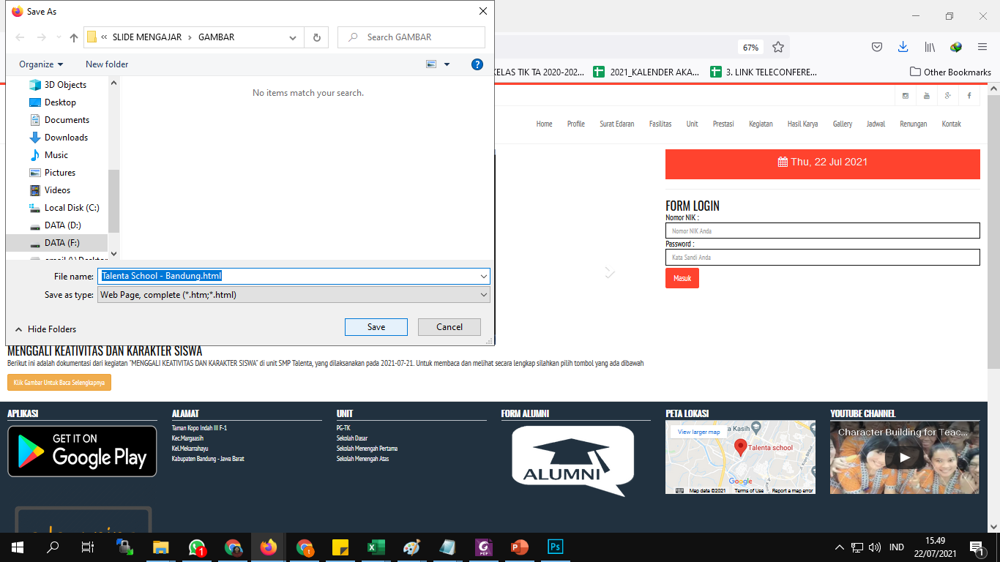 Save As
« SLIDE MENGAJAR › GAMBAR
Search GAMBAR
Organize
New folder
3D Objects
Desktop
Documents
Downloads
Music
Pictures
Videos
Local Disk (C:)
DATA (D:)
DATA (F:)
No items match your search.
File name: Talenta School - Bandung.html
Save as type: Web Page, complete (*.htm;*.html)
Hide Folders
Save
Cancel
67%
KELAS TIK TA 2020-202...
2021_KALENDER AKA...
3. LINK TELECONFERE...
Other Bookmarks
Home Profile Surat Edaran Fasilitas Unit Prestasi Kegiatan Hasil Karya Gallery Jadwal Renungan Kontak
Thu, 22 Jul 2021
FORM LOGIN
Nomor NIK :
Nomor NIK Anda
Password :
Kata Sandi Anda
Masuk
MENGGALI KEATIVITAS DAN KARAKTER SISWA
Berikut ini adalah dokumentasi dari kegiatan "MENGGALI KEATIVITAS DAN KARAKTER SISWA" di unit SMP Talenta, yang dilaksanakan pada 2021-07-21. Untuk membaca dan melihat secara lengkap silahkan pilih tombol yang ada dibawah
Klik Gambar Untuk Baca Selengkapnya
APLIKASI
GET IT ON
Google Play
ALAMAT
Taman Kopo Indah III F-1
Kec.Margaasih
Kel.Mekarrahayu
Kabupaten Bandung - Jawa Barat
UNIT
PG-TK
Sekolah Dasar
Sekolah Menengah Pertama
Sekolah Menengah Atas
FORM ALUMNI
ALUMNI
PETA LOKASI
View larger map
a Kasih
Talenta school
Google
Map data ©2021 Terms of Use Report a map error
YOUTUBE CHANNEL
Character Building for Teac...
1
PDF
P
Ps
IND
15.49
22/07/2021
1